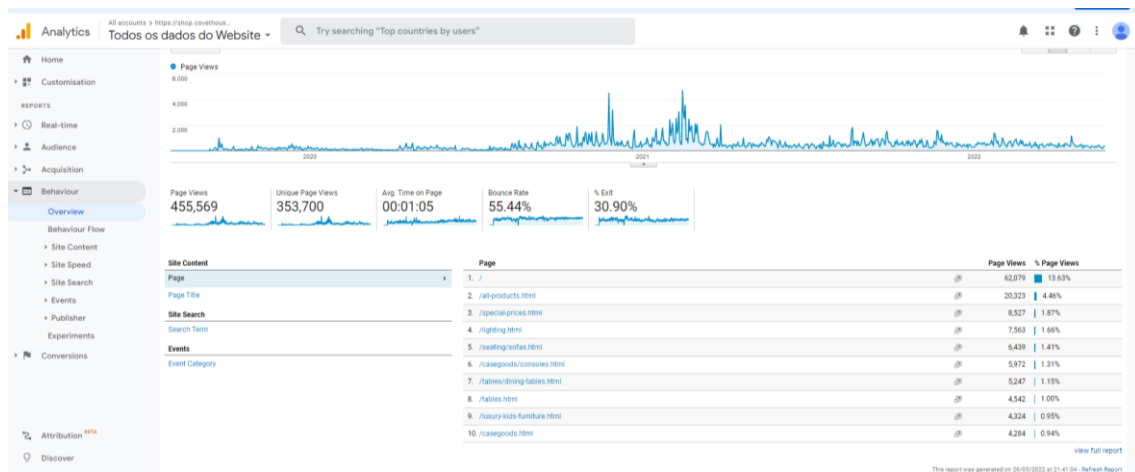 All accounts > https://shop.covethous...
Analytics
Todos os dados do Website
Try searching "Top countries by users"
Home
Customisation
REPORTS
Real-time
Audience
Acquisition
Behaviour
Overview
Behaviour Flow
Site Content
Site Speed
Site Search
Events
Publisher
Experiments
Conversions
Attribution BETA
Discover
Page Views
6,000
4,000
2,000
2020 2021 2022
Page Views Unique Page Views Avg. Time on Page Bounce Rate % Exit
455,569 353,700 00:01:05 55.44% 30.90%
Site Content
Page
Page Title
Site Search
Search Term
Events
Event Category
Page Page Views % Page Views
1. / 62,079 13.63%
2. /all-products.html 20,323 4.46%
3. /special-prices.html 8,527 1.87%
4. /lighting.html 7,563 1.66%
5. /seating/sofas.html 6,439 1.41%
6. /casegoods/consoles.html 5,972 1.31%
7. /tables/dining-tables.html 5,247 1.15%
8. /tables.html 4,542 1.00%
9. /luxury-kids-furniture.html 4,324 0.95%
10. /casegoods.html 4,284 0.94%
view full report
This report was generated on 26/05/2022 at 21:41:04 - Refresh Report